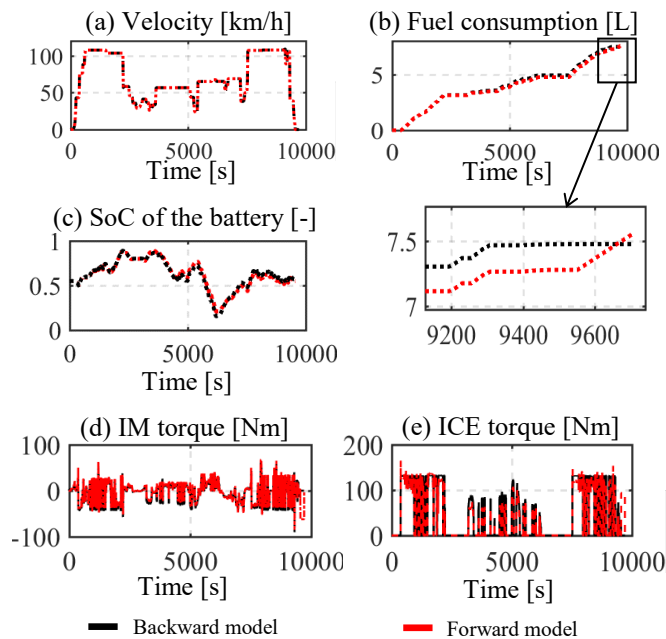 (a) Velocity [km/h]
100
50
0
0
5000
10000
Time [s]
(b) Fuel consumption [L]
5
0
0
5000
10000
Time [s]
(c) SoC of the battery [-]
1
0.5
0
0
5000
10000
Time [s]
7.5
7
9200
9400
9600
(d) IM torque [Nm]
100
0
-100
0
5000
10000
Time [s]
(e) ICE torque [Nm]
200
100
0
0
5000
10000
Time [s]
Backward model
Forward model